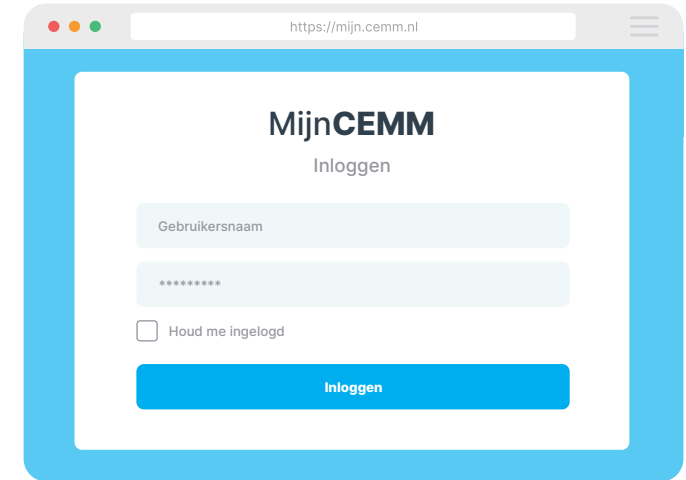 https://mijn.cemm.nl
MijnCEMM
Inloggen
Gebruikersnaam
*********
Houd me ingelogd
Inloggen